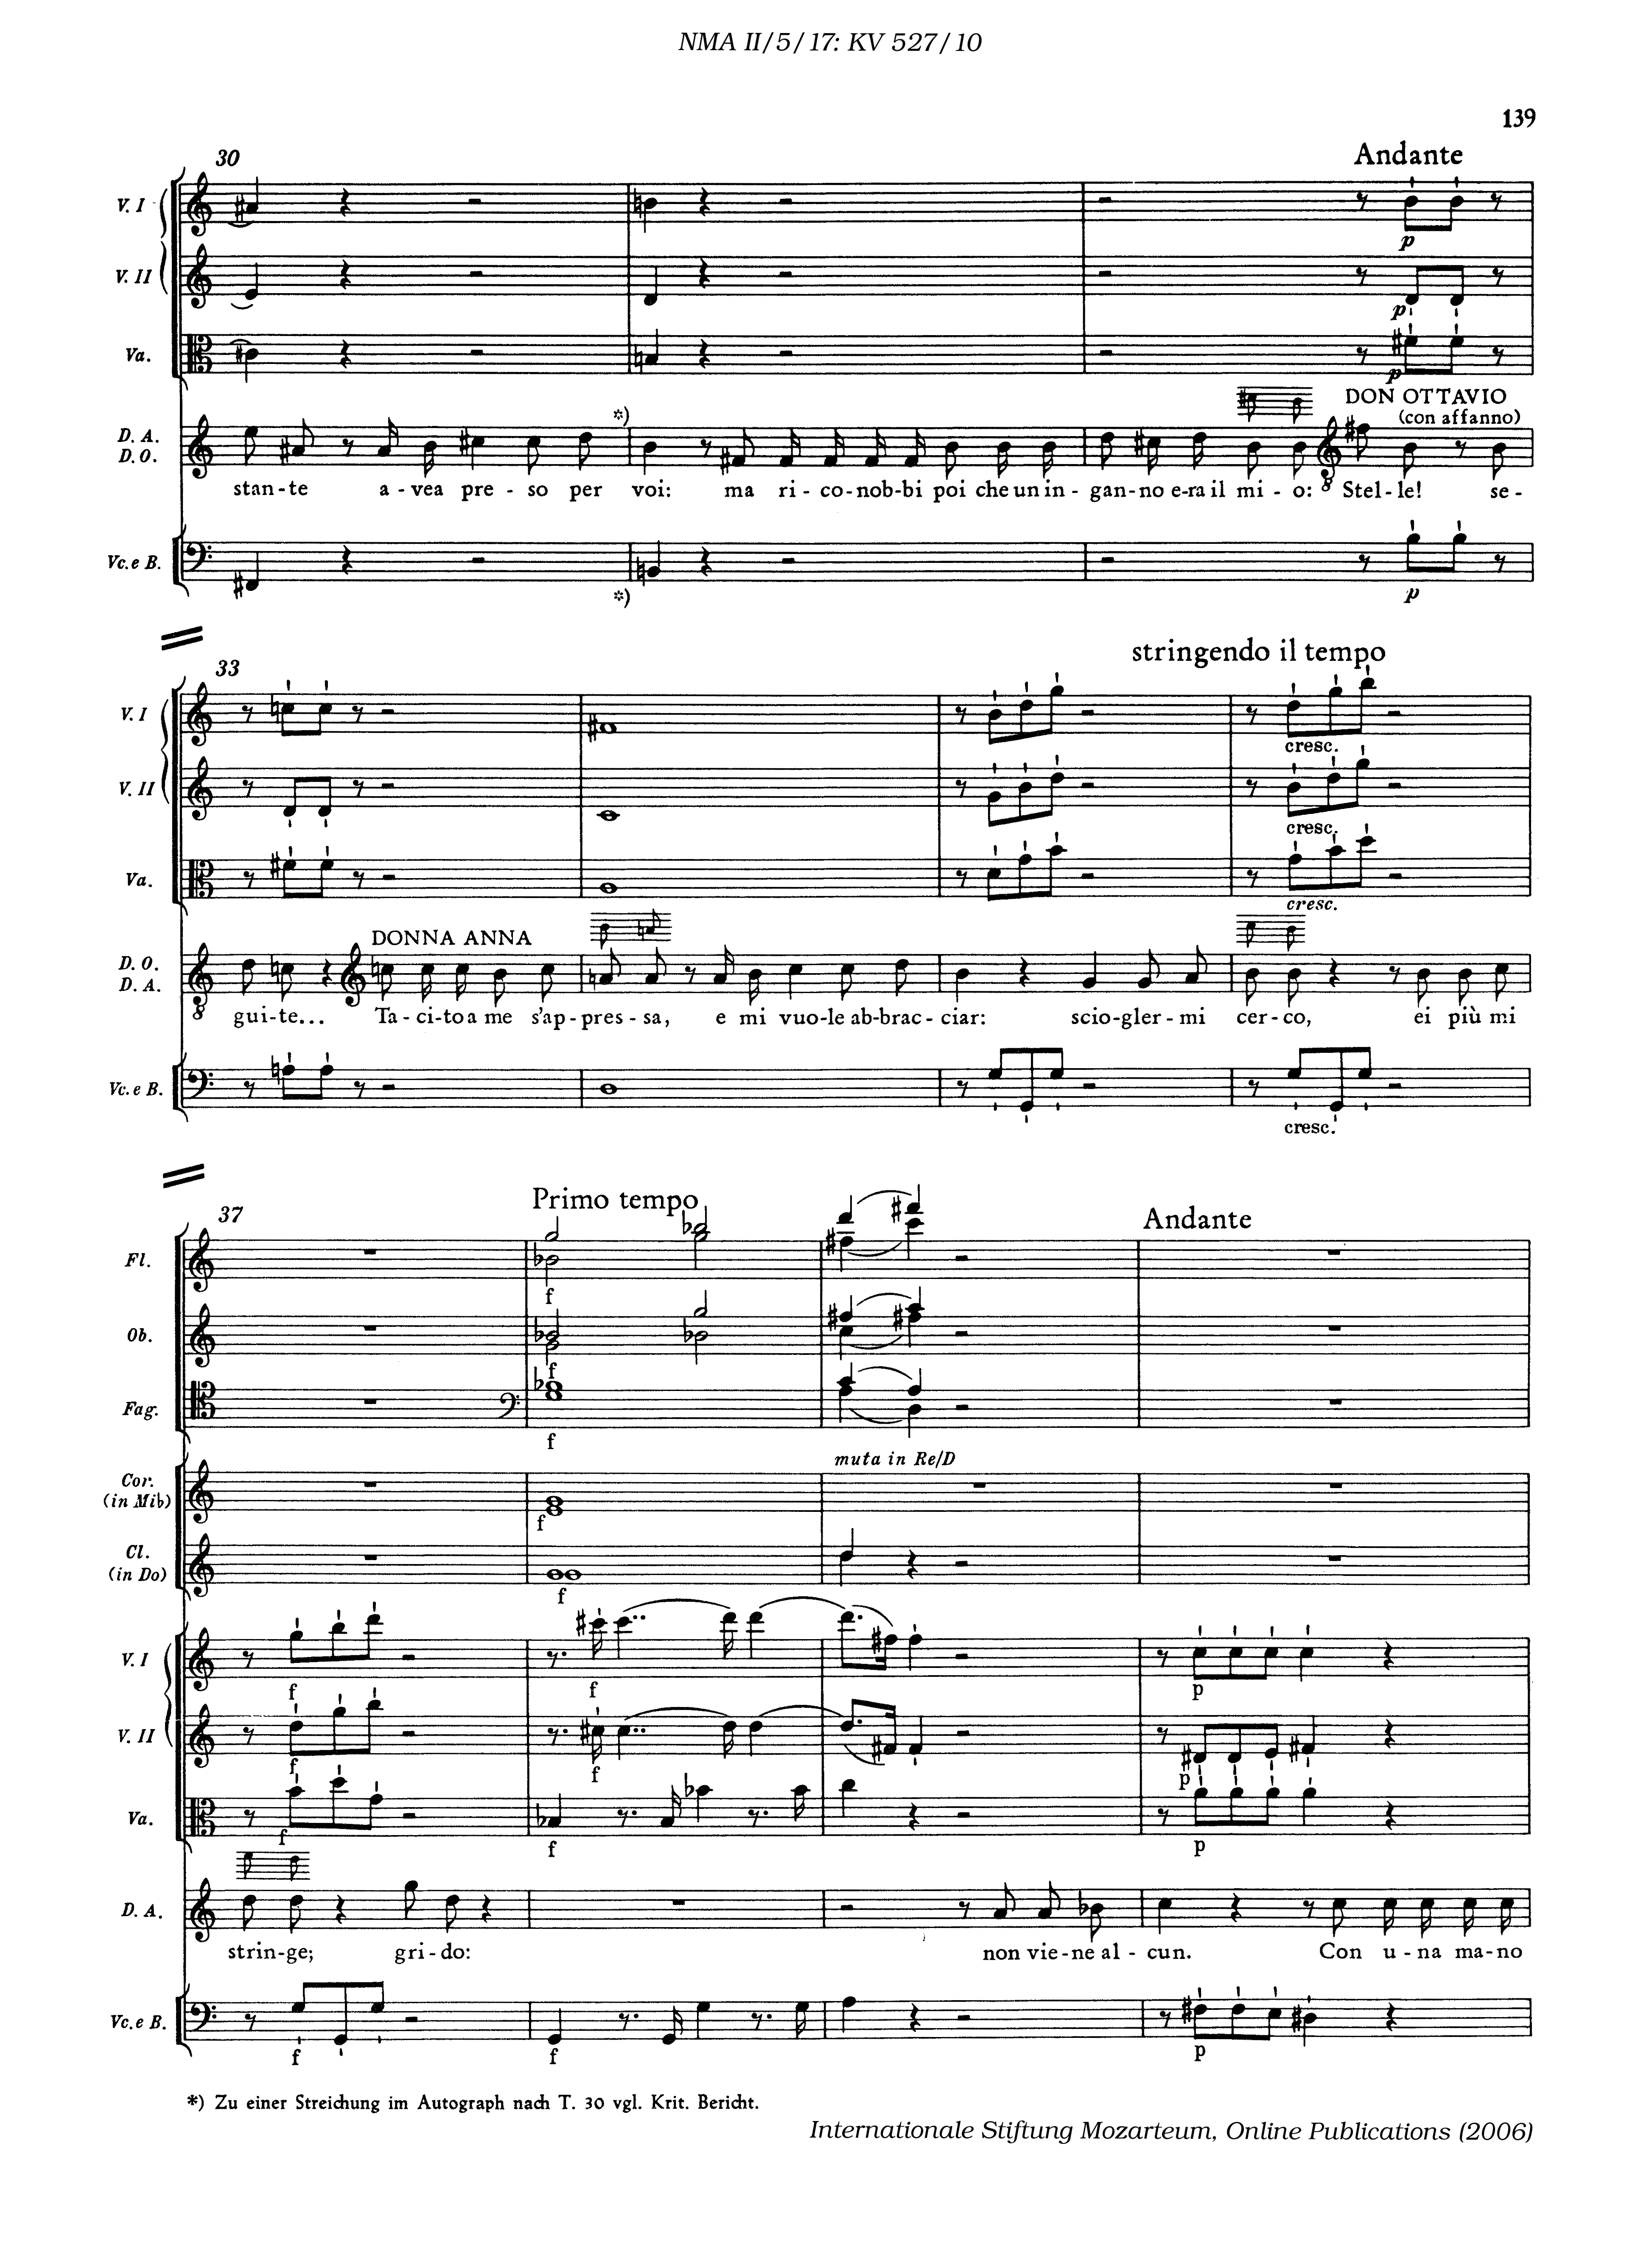 NMA II/5/17: KV 527/10
139
30
Andante
V. I
p
V. II
p
Va.
p
DON OTTAVIO
(con affanno)
*)
D. A.
D. O.
stan-te a-vea pre-so per voi: ma ri-co-nob-bi poi che un in-gan-no e-ra il mi-o: Stel-le! se-
8
Vc. e B.
*)
p
stringendo il tempo
33
V. I
cresc.
V. II
cresc.
Va.
cresc.
DONNA ANNA
D. O.
D. A.
8
gui-te... Ta-ci-to a me s'ap-pres-sa, e mi vuo-le ab-brac-ciar: scio-gler-mi cer-co, ei più mi
Vc. e B.
cresc.
37
Primo tempo
Andante
Fl.
f
Ob.
f
Fag.
f
muta in Re/D
Cor.
(in Mi♭)
f
Cl.
(in Do)
f
V. I
f f p
V. II
f f p
Va.
f f p
D. A.
strin-ge; gri-do: non vie-ne al-cun. Con u-na ma-no
Vc. e B.
f f p
*) Zu einer Streichung im Autograph nach T. 30 vgl. Krit. Bericht.
Internationale Stiftung Mozarteum, Online Publications (2006)